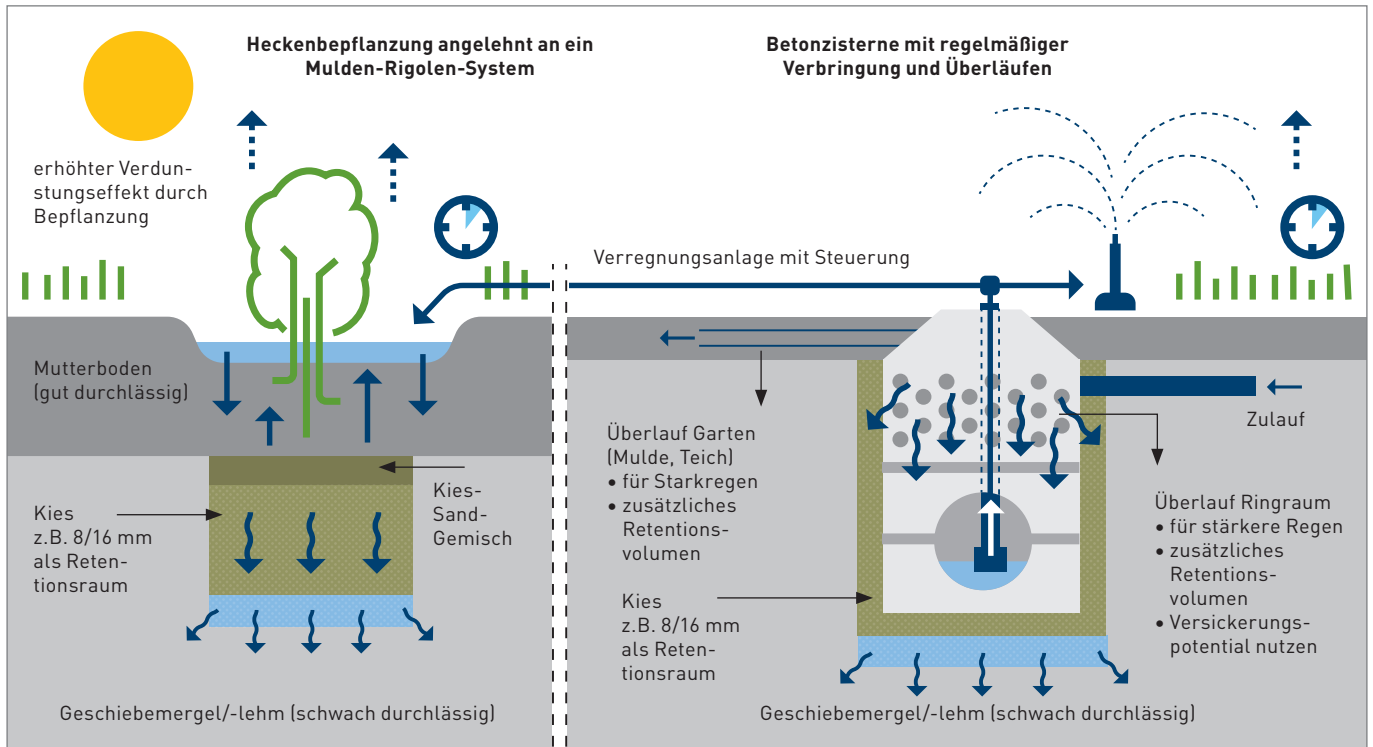 Heckenbepflanzung angelehnt an ein
Mulden-Rigolen-System
Betonzisterne mit regelmäßiger
Verbringung und Überläufen
erhöhter Verdun-
stungseffekt durch
Bepflanzung
Verregnungsanlage mit Steuerung
Mutterboden
(gut durchlässig)
Kies
z.B. 8/16 mm
als Reten-
tionsraum
Kies-
Sand-
Gemisch
Geschiebemergel/-lehm (schwach durchlässig)
Überlauf Garten
(Mulde, Teich)
• für Starkregen
• zusätzliches
Retentions-
volumen
Kies
z.B. 8/16 mm
als Reten-
tionsraum
Zulauf
Überlauf Ringraum
• für stärkere Regen
• zusätzliches
Retentions-
volumen
• Versickerungs-
potential nutzen
Geschiebemergel/-lehm (schwach durchlässig)